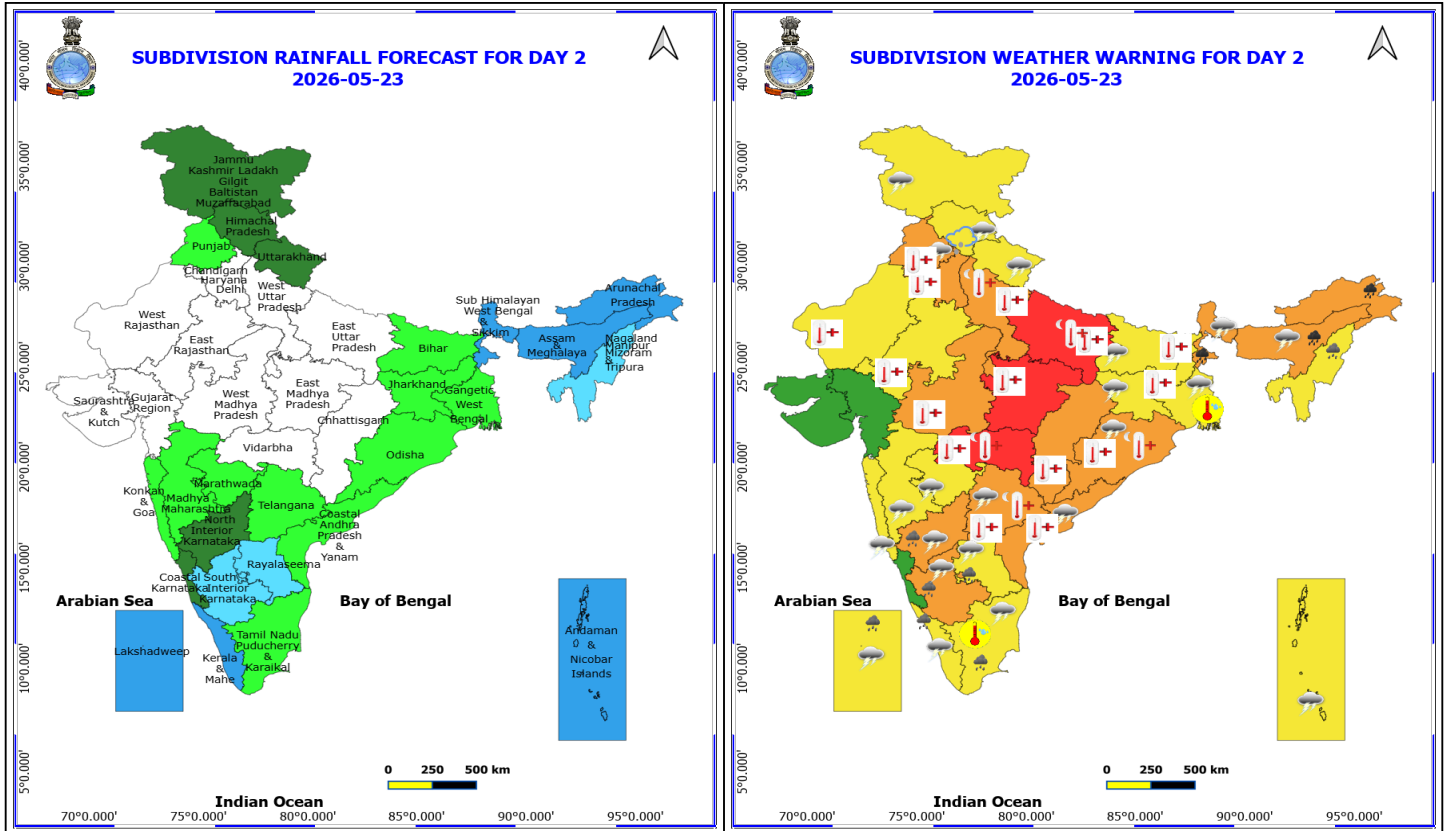 SUBDIVISION RAINFALL FORECAST FOR DAY 2
2026-05-23
40°0.000'
35°0.000'
30°0.000'
25°0.000'
20°0.000'
15°0.000'
10°0.000'
5°0.000'
Jammu
Kashmir Ladakh
Gilgit
Baltistan
Muzaffarabad
Himachal
Pradesh
Punjab
Uttarakhand
Chandigarh
Haryana
Delhi
West
Uttar
Pradesh
West
Rajasthan
East
Rajasthan
East
Uttar
Pradesh
Sub Himalayan
West Bengal
&
Sikkim
Arunachal
Pradesh
Assam
&
Meghalaya
Nagaland
Manipur
Mizoram
&
Tripura
Bihar
Jharkhand
Gangetic
West
Bengal
Saurashtra
&
Kutch
Gujarat
Region
West
Madhya
Pradesh
East
Madhya
Pradesh
Chhattisgarh
Vidarbha
Odisha
Konkan
&
Goa
Madhya
Maharashtra
Marathwada
Telangana
North
Interior
Karnataka
Coastal
Andhra
Pradesh
&
Yanam
Rayalaseema
Coastal
Karnataka
South
Interior
Karnataka
Tamil Nadu
Puducherry
&
Karaikal
Kerala
&
Mahe
Lakshadweep
Andaman
&
Nicobar
Islands
Arabian Sea
Bay of Bengal
Indian Ocean
0 250 500 km
70°0.000' 75°0.000' 80°0.000' 85°0.000' 90°0.000' 95°0.000'
SUBDIVISION WEATHER WARNING FOR DAY 2
2026-05-23
40°0.000'
35°0.000'
30°0.000'
25°0.000'
20°0.000'
15°0.000'
10°0.000'
5°0.000'
Arabian Sea
Bay of Bengal
Indian Ocean
0 250 500 km
70°0.000' 75°0.000' 80°0.000' 85°0.000' 90°0.000' 95°0.000'